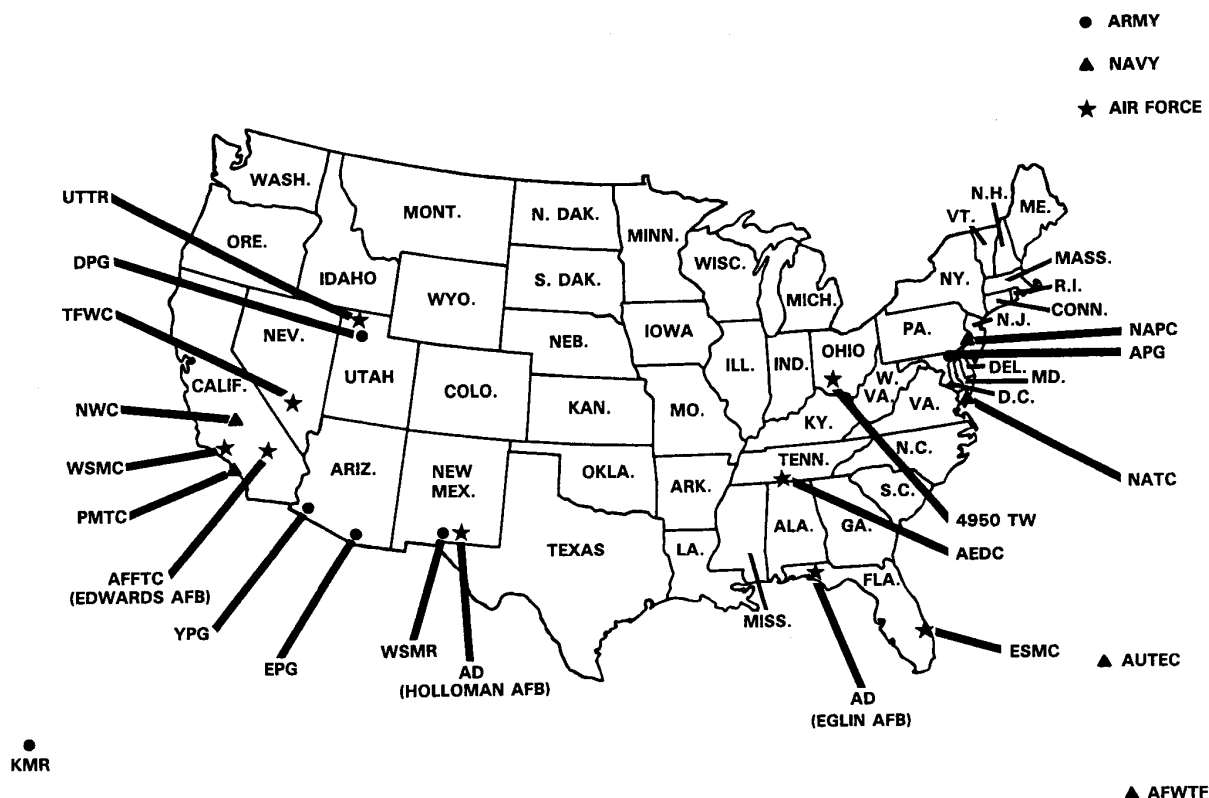 ARMY
NAVY
AIR FORCE
WASH.
ORE.
IDAHO
MONT.
N. DAK.
S. DAK.
MINN.
WISC.
MICH.
N.H.
VT.
ME.
MASS.
R.I.
CONN.
NY.
N.J.
PA.
WYO.
NEB.
IOWA
NEV.
UTAH
COLO.
KAN.
MO.
ILL.
IND.
OHIO
W.
VA.
VA.
DEL.
MD.
D.C.
KY.
N.C.
TENN.
S.C.
CALIF.
ARIZ.
NEW
MEX.
OKLA.
ARK.
TEXAS
LA.
MISS.
ALA.
GA.
FLA.
UTTR
DPG
TFWC
NWC
WSMC
PMTC
AFFTC
(EDWARDS AFB)
YPG
EPG
WSMR
AD
(HOLLOMAN AFB)
NAPC
APG
NATC
4950 TW
AEDC
ESMC
AD
(EGLIN AFB)
AUTEC
KMR
AFWTF